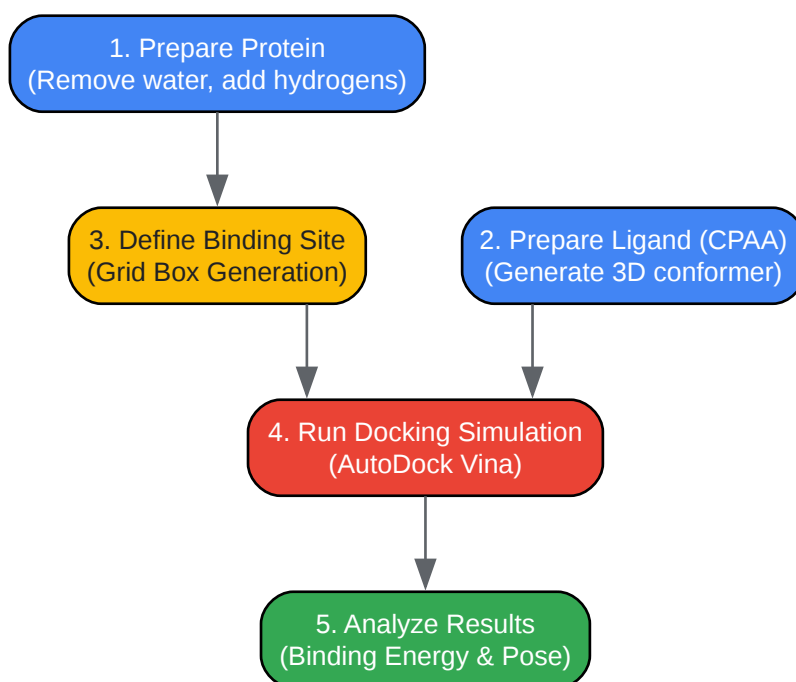 1. Prepare Protein
(Remove water, add hydrogens)
3. Define Binding Site
(Grid Box Generation)
2. Prepare Ligand (CPAA)
(Generate 3D conformer)
4. Run Docking Simulation
(AutoDock Vina)
5. Analyze Results
(Binding Energy & Pose)